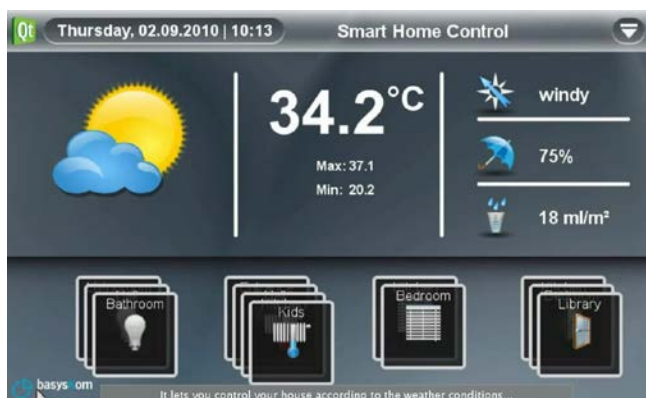 Qt
Thursday, 02.09.2010 | 10:13
Smart Home Control
34.2°C
Max: 37.1
Min: 20.2
windy
75%
18 ml/m²
Bathroom
Kids
Bedroom
Library
basyskom
It lets you control your house according to the weather conditions...